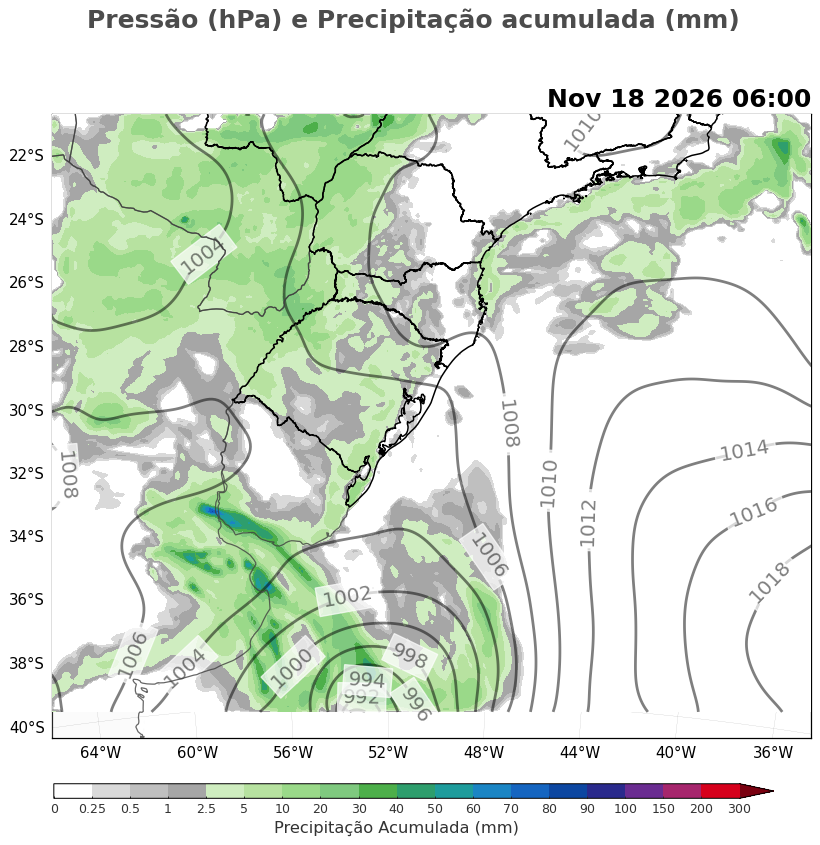 Pressão (hPa) e Precipitação acumulada (mm)
Nov 18 2026 06:00
1010
22°S
24°S
1004
26°S
28°S
30°S
1008
1014
1008
1010
32°S
1016
1012
34°S
1006
1018
1002
36°S
1006
998
1004
1000
38°S
994
992
996
40°S
64°W 60°W 56°W 52°W 48°W 44°W 40°W 36°W
0 0.25 0.5 1 2.5 5 10 20 30 40 50 60 70 80 90 100 150 200 300
Precipitação Acumulada (mm)